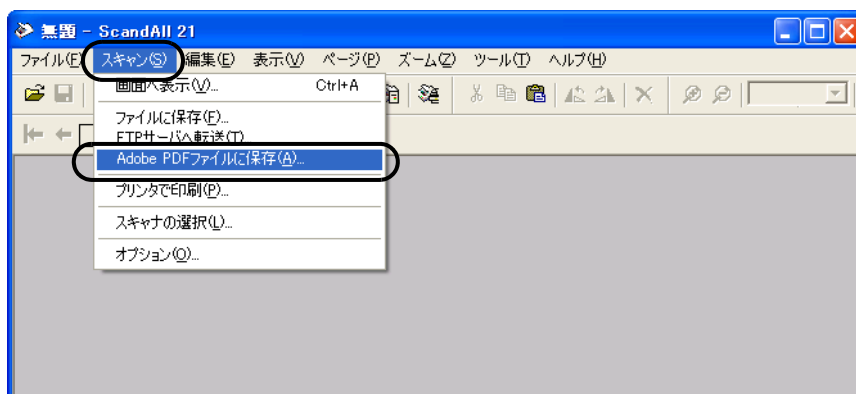 無題 - ScandAll 21
ファイル(F) スキャン(S) 編集(E) 表示(V) ページ(P) ズーム(Z) ツール(T) ヘルプ(H)
画面へ表示(V)... Ctrl+A
ファイルに保存(F)...
FTPサーバへ転送(T)
Adobe PDFファイルに保存(A)...
プリンタで印刷(P)...
スキャナの選択(L)...
オプション(O)...